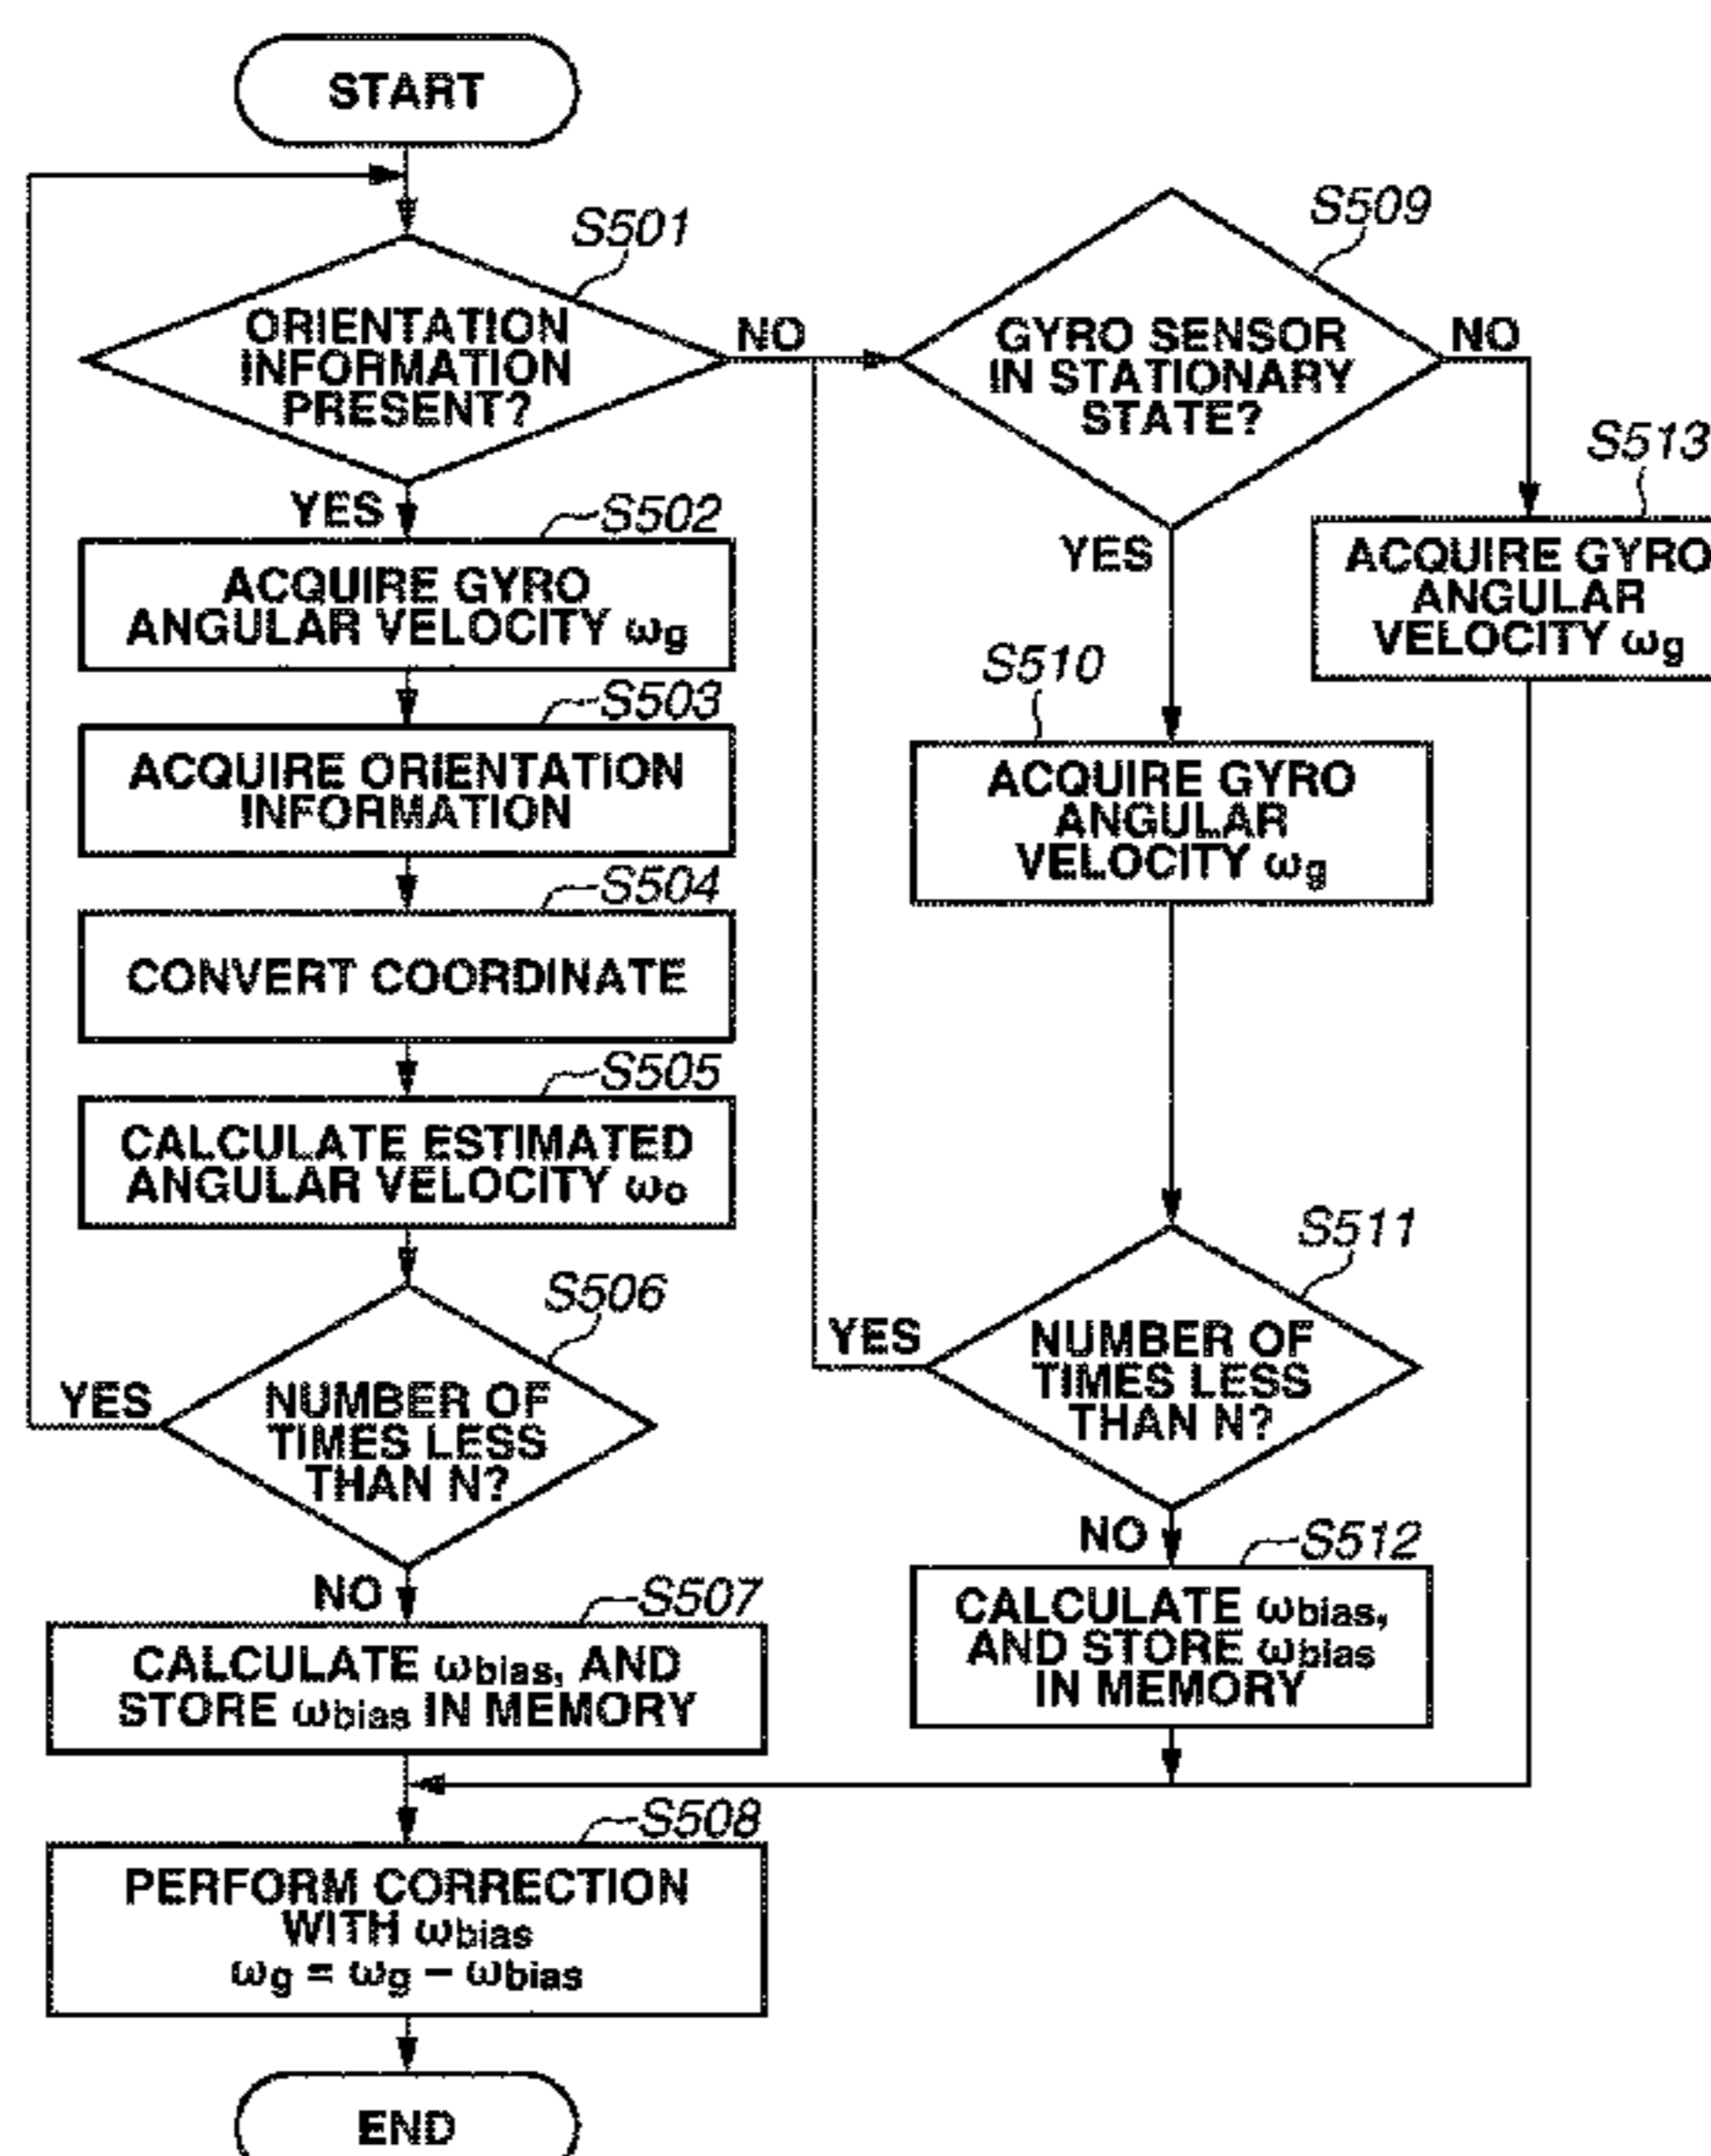 START
S501
ORIENTATION
INFORMATION
PRESENT?
NO
YES
S502
ACQUIRE GYRO
ANGULAR VELOCITY ωg
S503
ACQUIRE ORIENTATION
INFORMATION
S504
CONVERT COORDINATE
S505
CALCULATE ESTIMATED
ANGULAR VELOCITY ωo
S506
NUMBER OF
TIMES LESS
THAN N?
YES
NO
S507
CALCULATE ωbias, AND
STORE ωbias IN MEMORY
S508
PERFORM CORRECTION
WITH ωbias
ωg = ωg – ωbias
END
S509
GYRO SENSOR
IN STATIONARY
STATE?
NO
YES
S510
ACQUIRE GYRO
ANGULAR
VELOCITY ωg
S511
NUMBER OF
TIMES LESS
THAN N?
YES
NO
S512
CALCULATE ωbias,
AND STORE ωbias
IN MEMORY
S513
ACQUIRE GYRO
ANGULAR
VELOCITY ωg